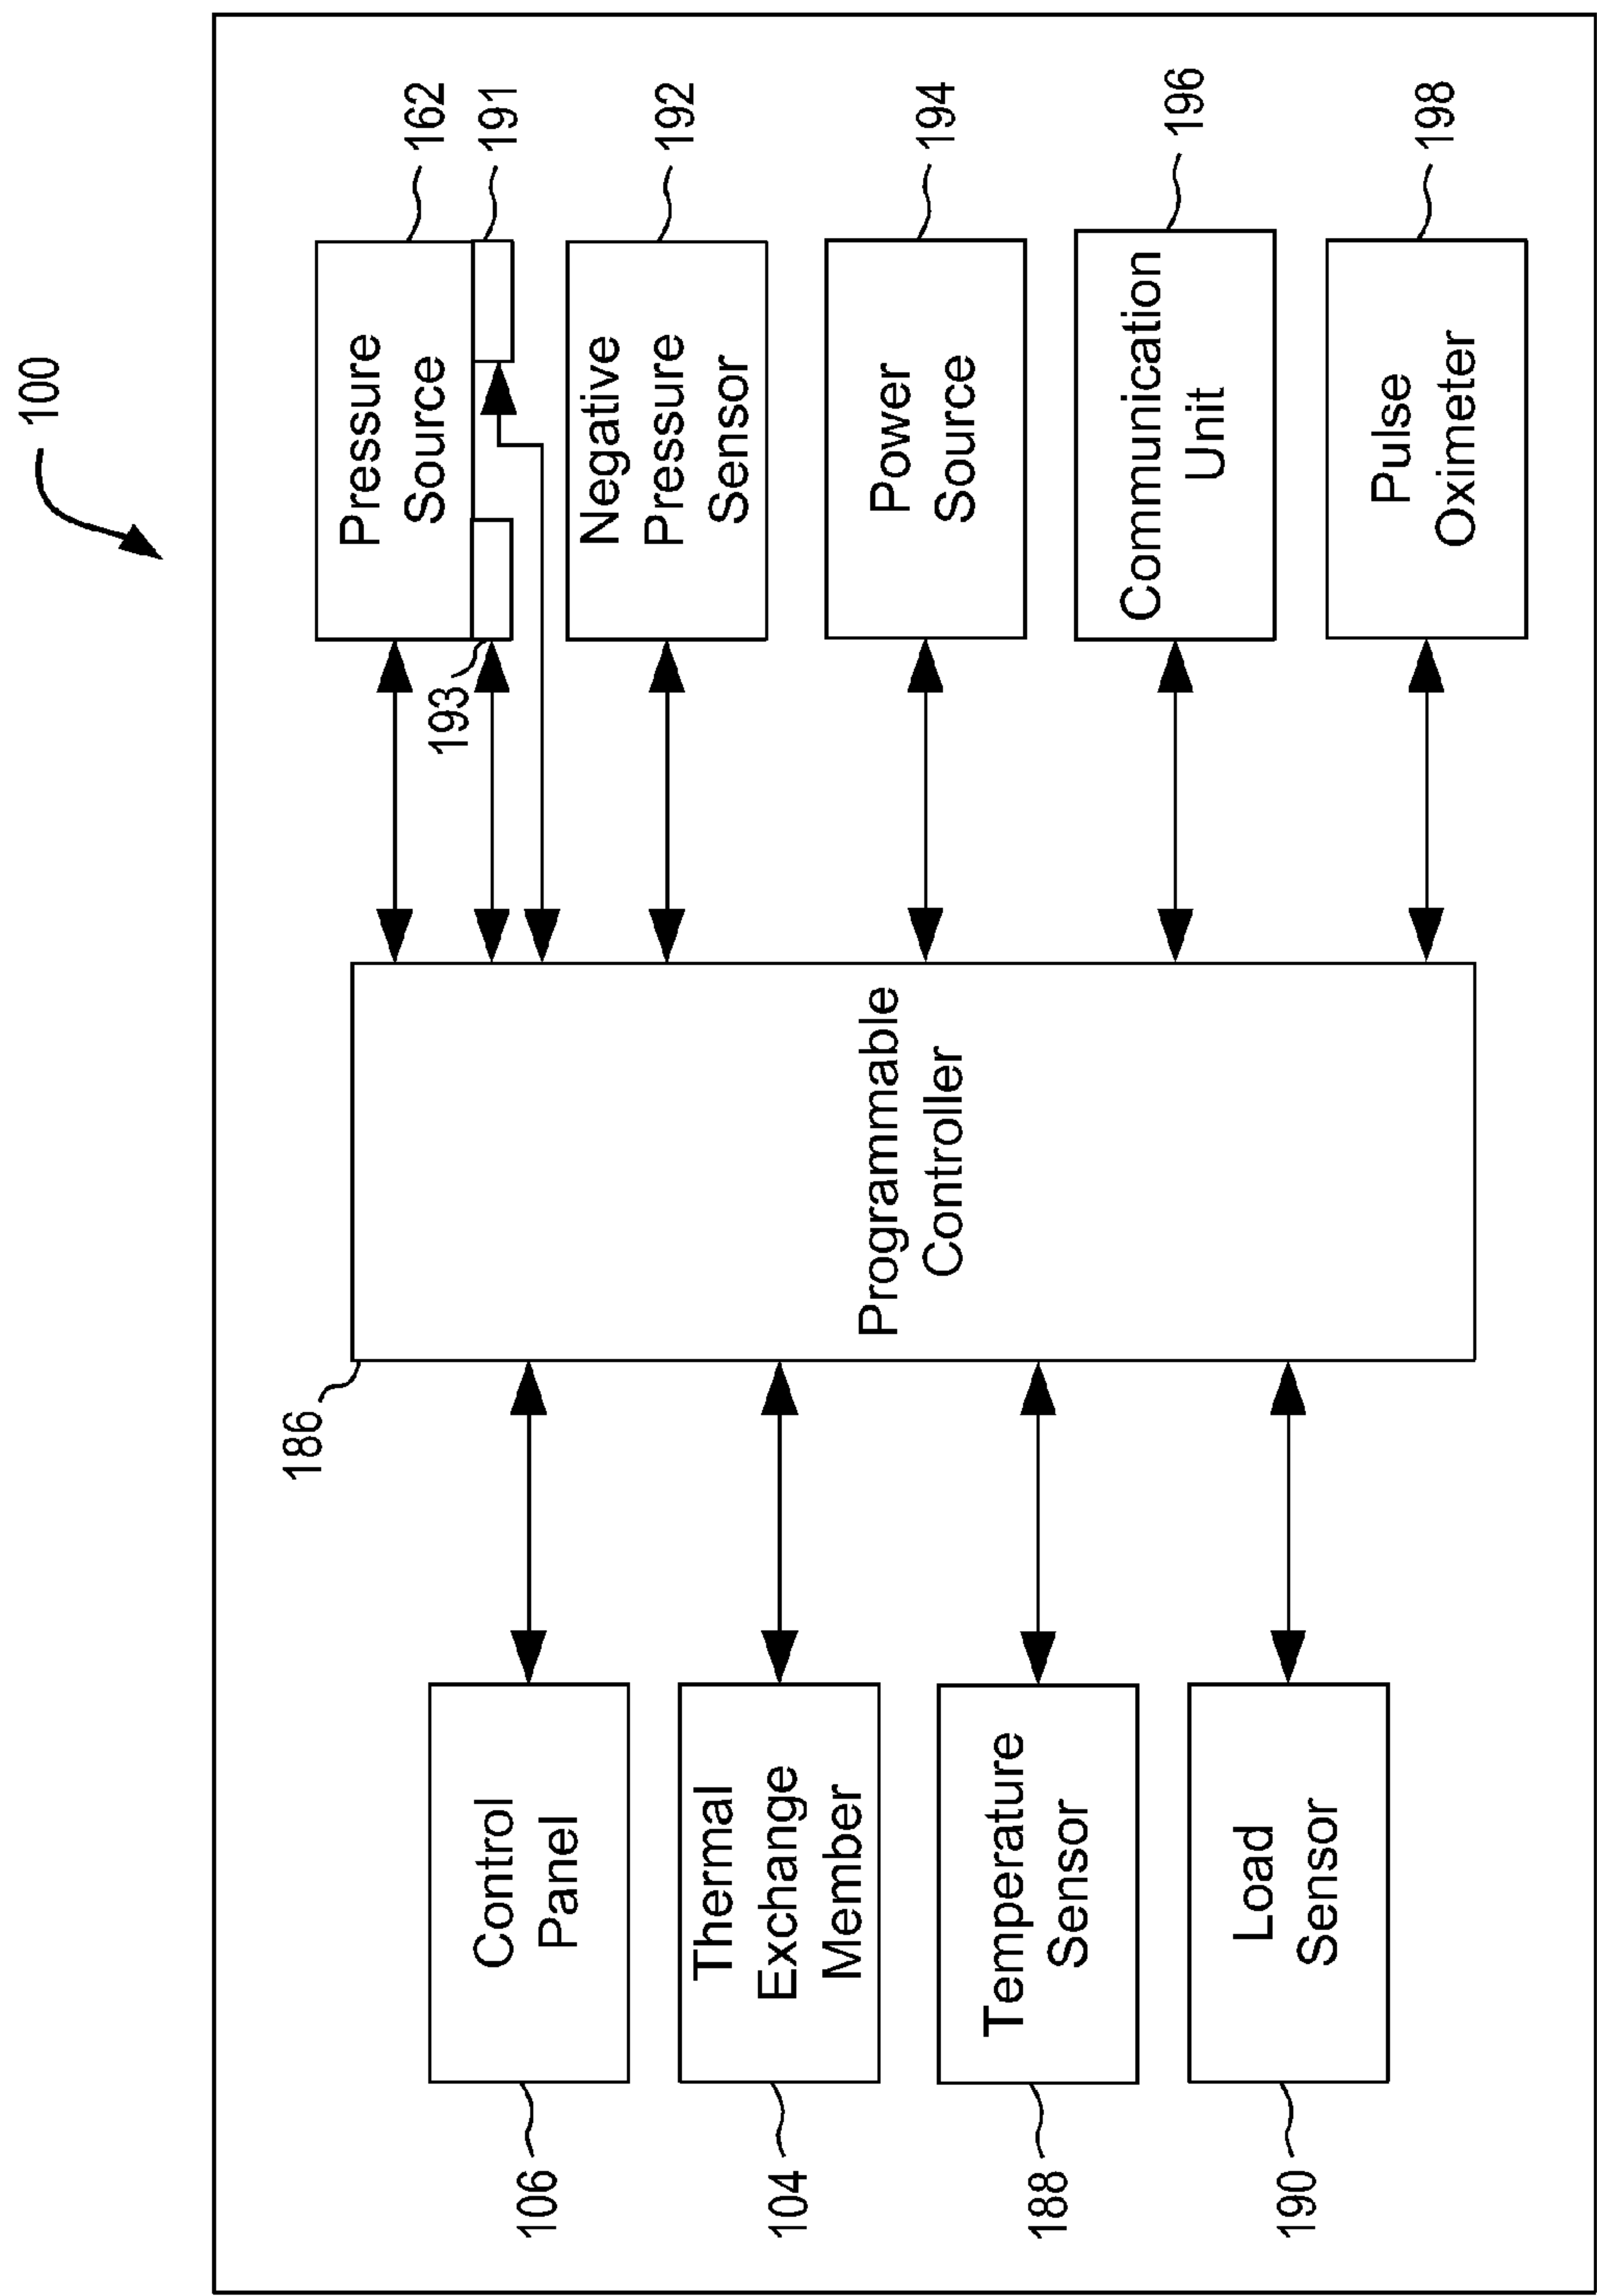 100
Control
Panel
106
Thermal
Exchange
Member
104
Temperature
Sensor
188
Load
Sensor
190
186
Programmable
Controller
Pressure
Source
162
191
193
Negative
Pressure
Sensor
192
Power
Source
194
Communication
Unit
196
Pulse
Oximeter
198